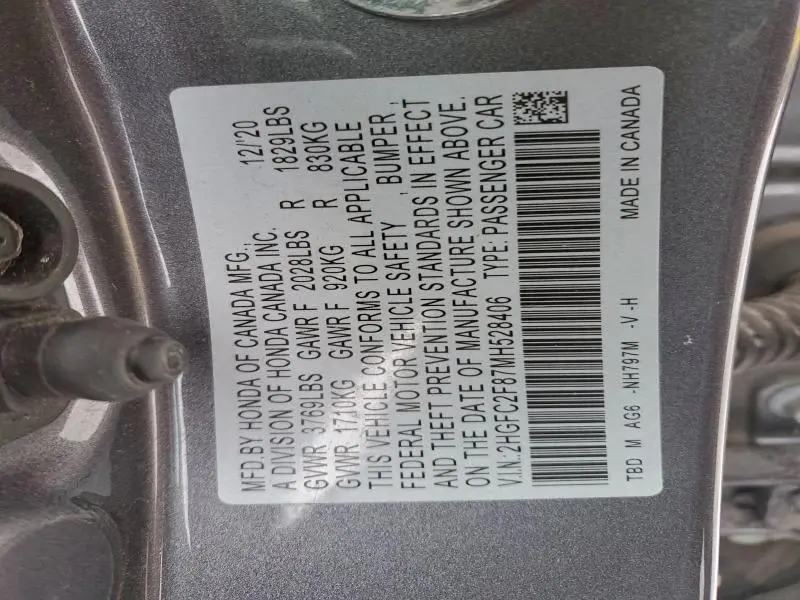 MFD.BY HONDA OF CANADA MFG., 12/'20
A DIVISION OF HONDA CANADA INC.
GVWR 3769LBS GAWR F 2028LBS R 1829LBS
GVWR 1710KG GAWR F 920KG R 830KG
THIS VEHICLE CONFORMS TO ALL APPLICABLE
FEDERAL MOTOR VEHICLE SAFETY , BUMPER ,
AND THEFT PREVENTION STANDARDS IN EFFECT
ON THE DATE OF MANUFACTURE SHOWN ABOVE.
V.I.N.:2HGFC2F87MH528406 TYPE: PASSENGER CAR
TBD M AG6 -NH797M -V -H MADE IN CANADA